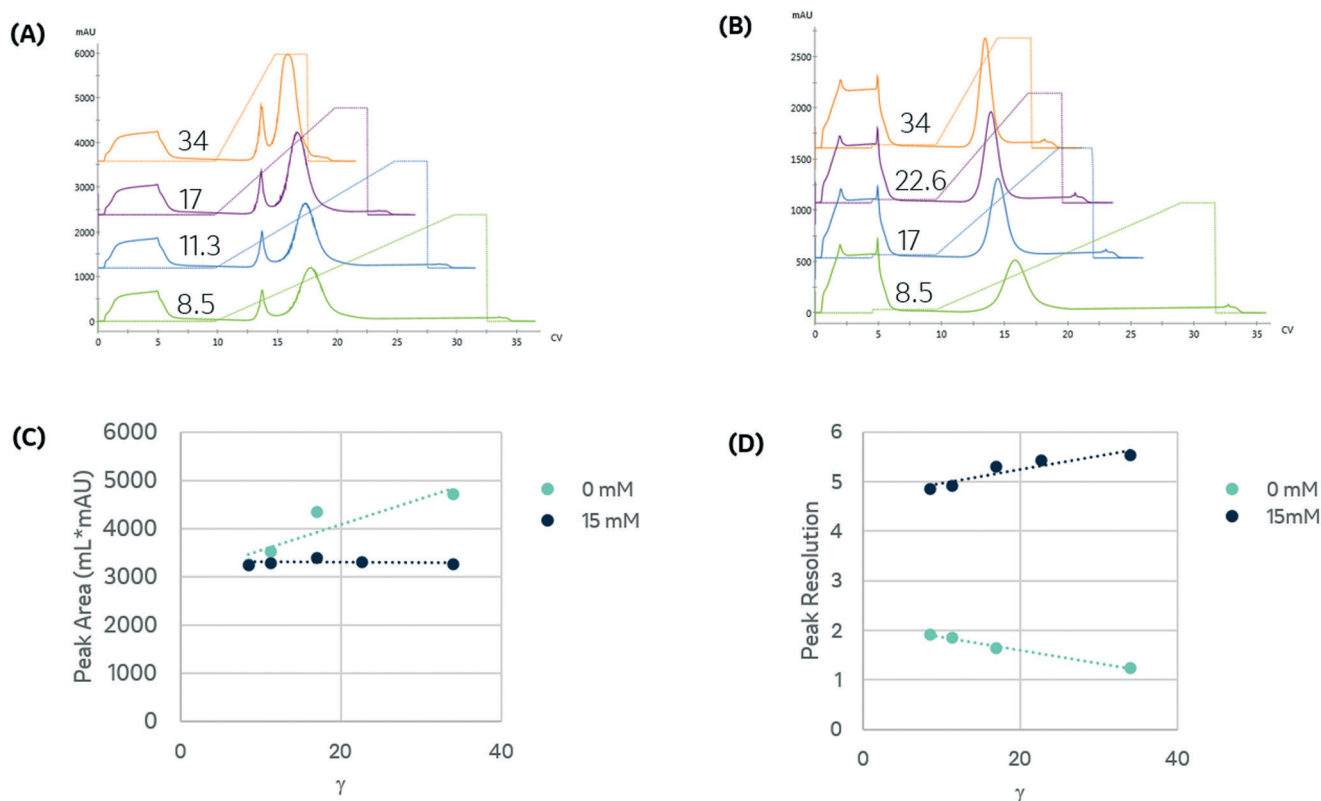 (A)
mAU
6000
5000
4000
3000
2000
1000
0
34
17
11.3
8.5
0 5 10 15 20 25 30 35
CV
(B)
mAU
2500
2000
1500
1000
500
0
34
22.6
17
8.5
0 5 10 15 20 25 30 35
CV
(C)
Peak Area (mL*mAU)
6000
5000
4000
3000
2000
1000
0
0 20 40
γ
0 mM
15 mM
(D)
Peak Resolution
6
5
4
3
2
1
0
0 20 40
γ
0 mM
15mM